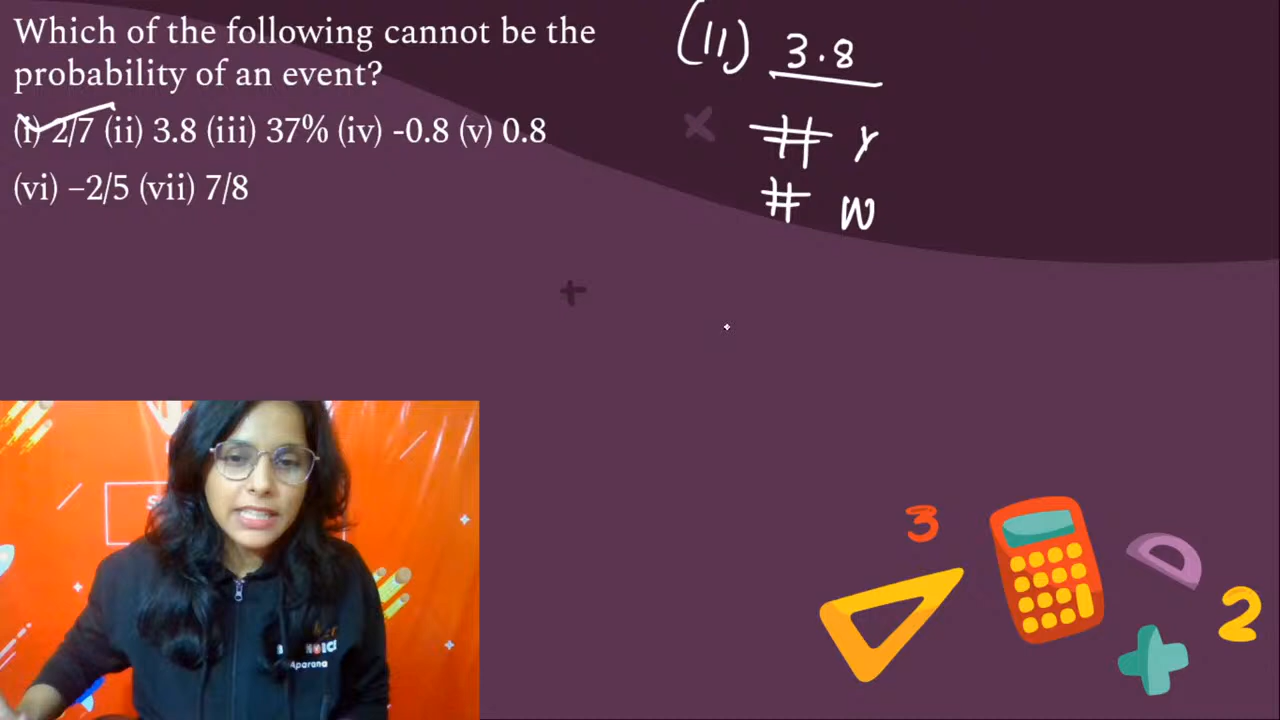 Which of the following cannot be the
probability of an event?
(i) 2/7 (ii) 3.8 (iii) 37% (iv) -0.8 (v) 0.8
(vi) –2/5 (vii) 7/8
(II) 3.8
# r
# W
3
2
Aparana